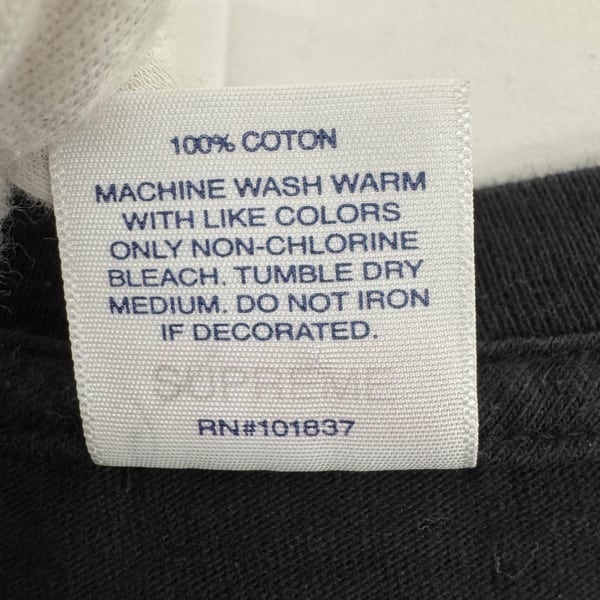 100% COTON
MACHINE WASH WARM
WITH LIKE COLORS
ONLY NON-CHLORINE
BLEACH. TUMBLE DRY
MEDIUM. DO NOT IRON
IF DECORATED.
SUPREME
RN#101837